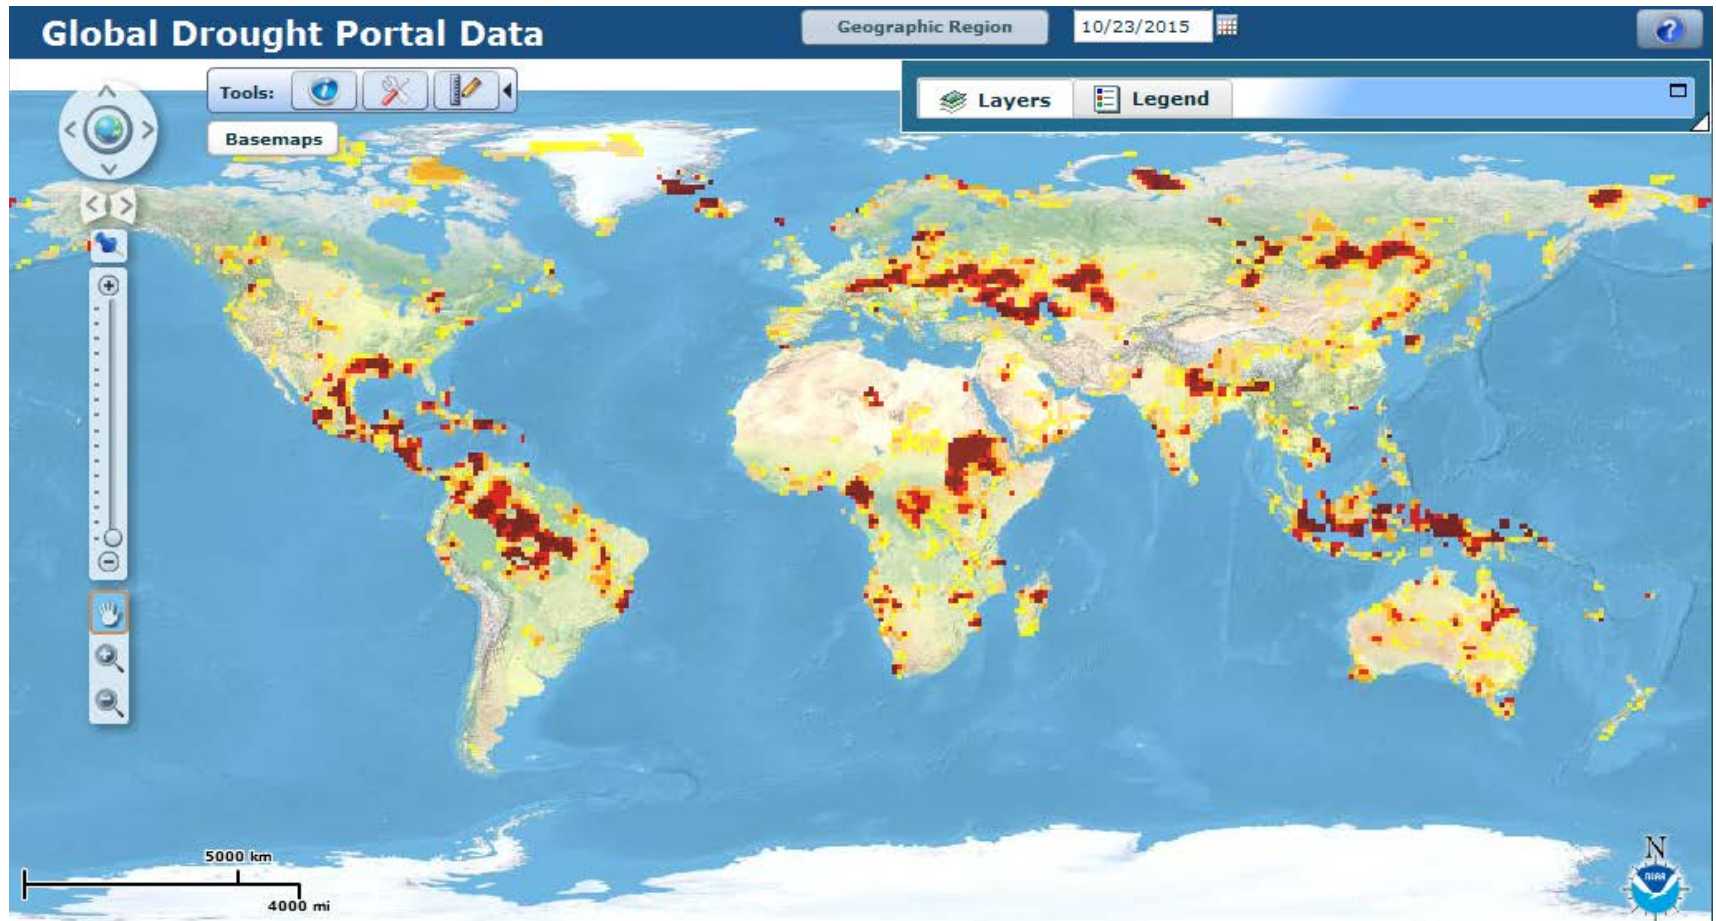 Global Drought Portal Data
Geographic Region
10/23/2015
?
Tools:
Layers
Legend
Basemaps
5000 km
4000 mi
N
NOAA